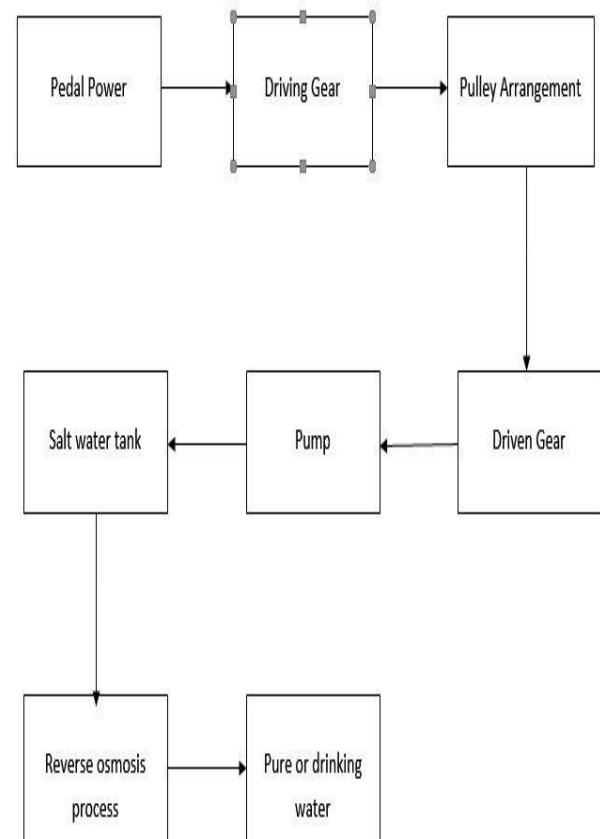 Pedal Power
Driving Gear
Pulley Arrangement
Salt water tank
Pump
Driven Gear
Reverse osmosis
process
Pure or drinking
water